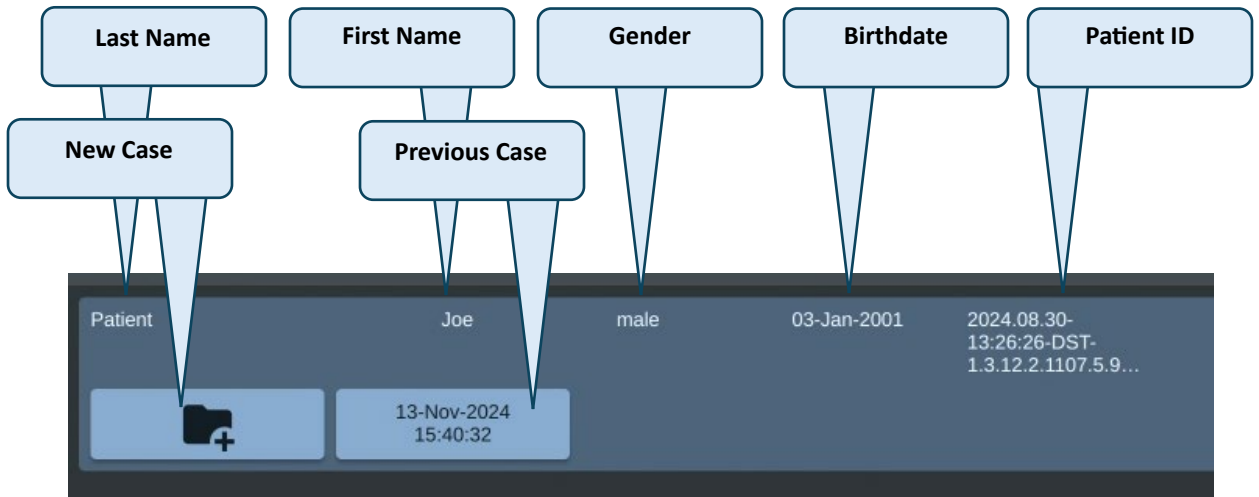 Last Name
First Name
Gender
Birthdate
Patient ID
New Case
Previous Case
Patient
Joe
male
03-Jan-2001
2024.08.30-
13:26:26-DST-
1.3.12.2.1107.5.9…
13-Nov-2024
15:40:32